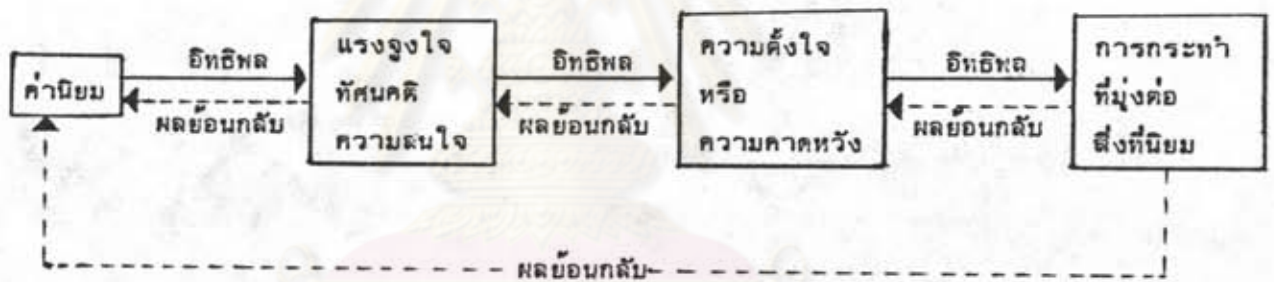 ค่านิยม
อิทธิพล
ผลย้อนกลับ
แรงจูงใจ
ทัศนคติ
ความสนใจ
อิทธิพล
ผลย้อนกลับ
ความตั้งใจ
หรือ
ความคาดหวัง
อิทธิพล
ผลย้อนกลับ
การกระทำ
ที่มุ่งต่อ
สิ่งที่นิยม
ผลย้อนกลับ